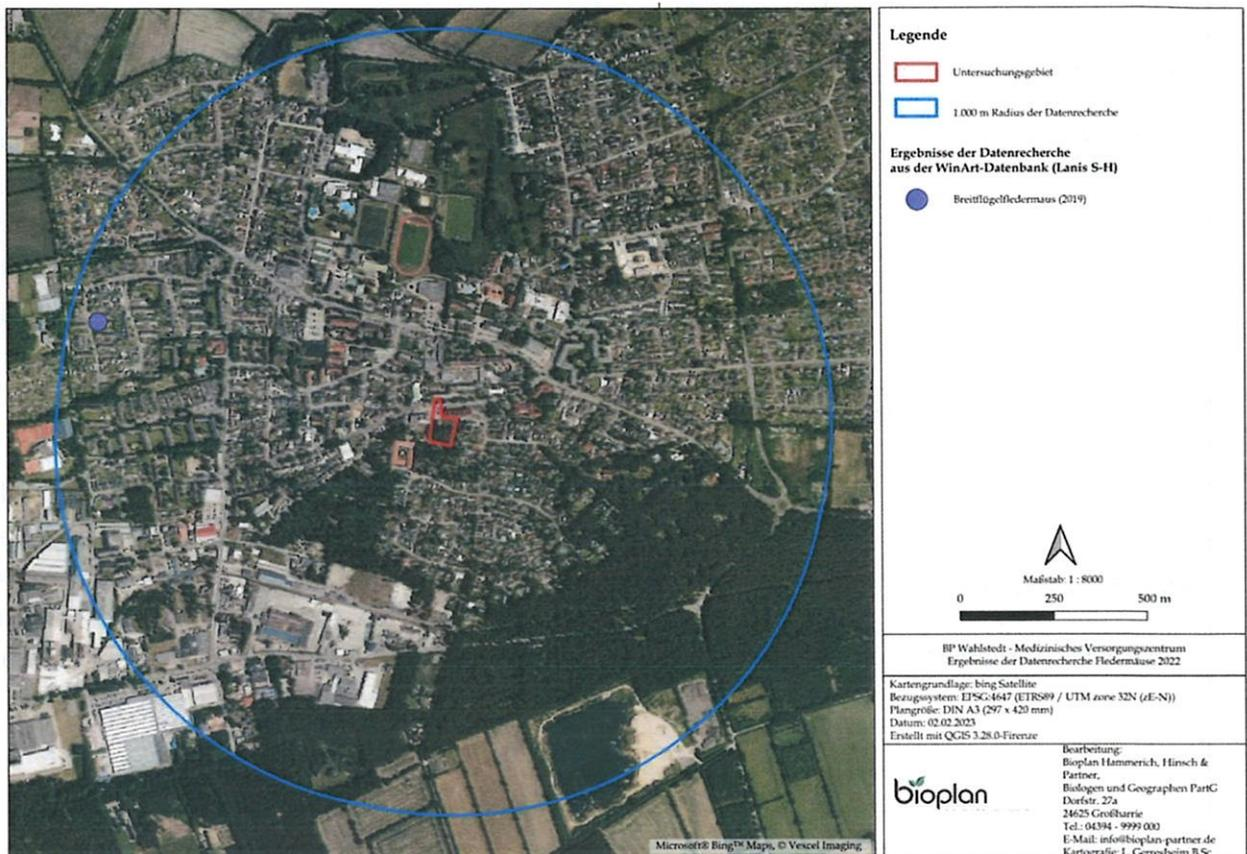 Legende
Untersuchungsgebiet
1.000 m Radius der Datenrecherche
Ergebnisse der Datenrecherche
aus der WinArt-Datenbank (Lanis S-H)
Breitflügelfledermaus (2019)
Maßstab: 1 : 8000
0 250 500 m
BP Wahlstedt - Medizinisches Versorgungszentrum
Ergebnisse der Datenrecherche Fledermäuse 2022
Kartengrundlage: bing Satellite
Bezugssystem: EPSG:4647 (ETRS89 / UTM zone 32N (zE-N))
Plangröße: DIN A3 (297 x 420 mm)
Datum: 02.02.2023
Erstellt mit QGIS 3.28.0-Firenze
bioplan
Bearbeitung:
Bioplan Hammerich, Hinsch &
Partner,
Biologen und Geographen PartG
Dorfstr. 27a
24625 Großharrie
Tel.: 04394 - 9999 000
E-Mail: info@bioplan-partner.de
Kartografie: L. Gerresheim B.Sc.
Microsoft® Bing™ Maps, © Vexcel Imaging